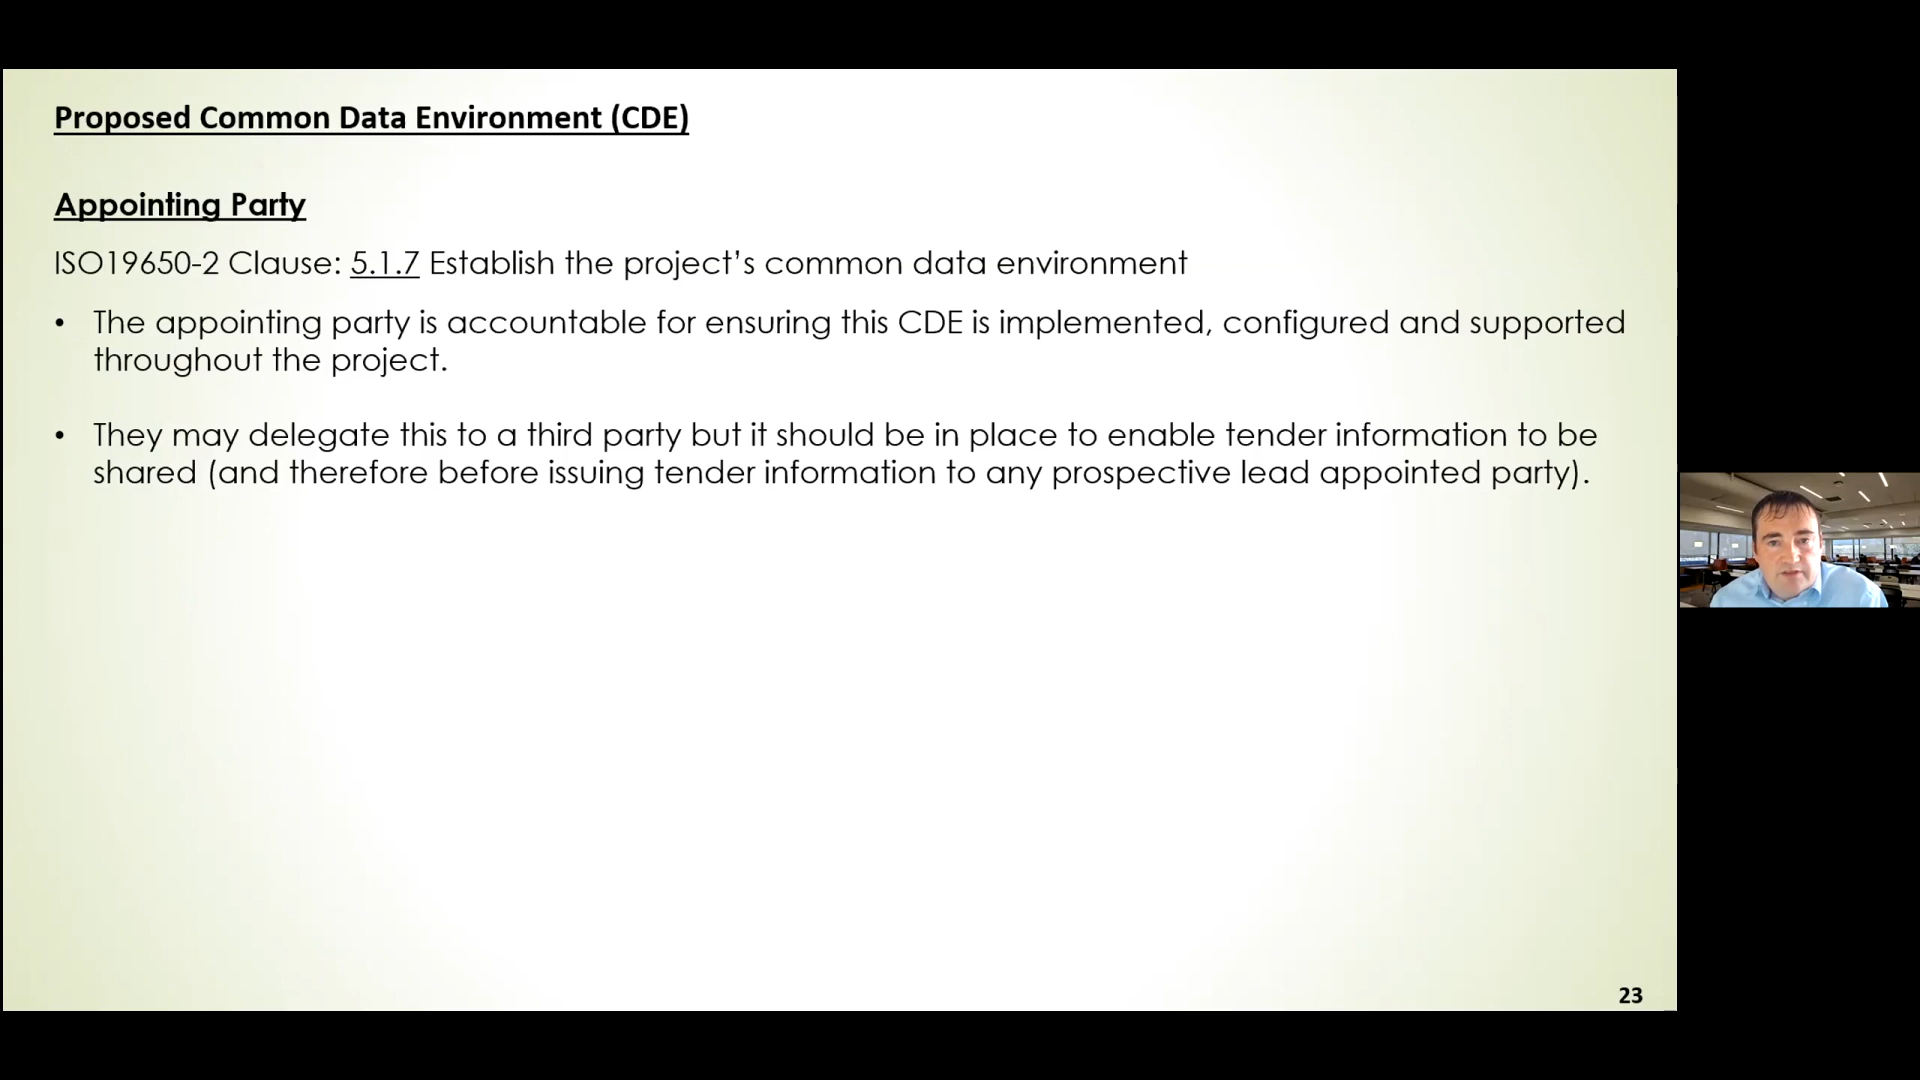 Proposed Common Data Environment (CDE)
Appointing Party
ISO19650-2 Clause: 5.1.7 Establish the project’s common data environment
• The appointing party is accountable for ensuring this CDE is implemented, configured and supported
throughout the project.
• They may delegate this to a third party but it should be in place to enable tender information to be
shared (and therefore before issuing tender information to any prospective lead appointed party).
23